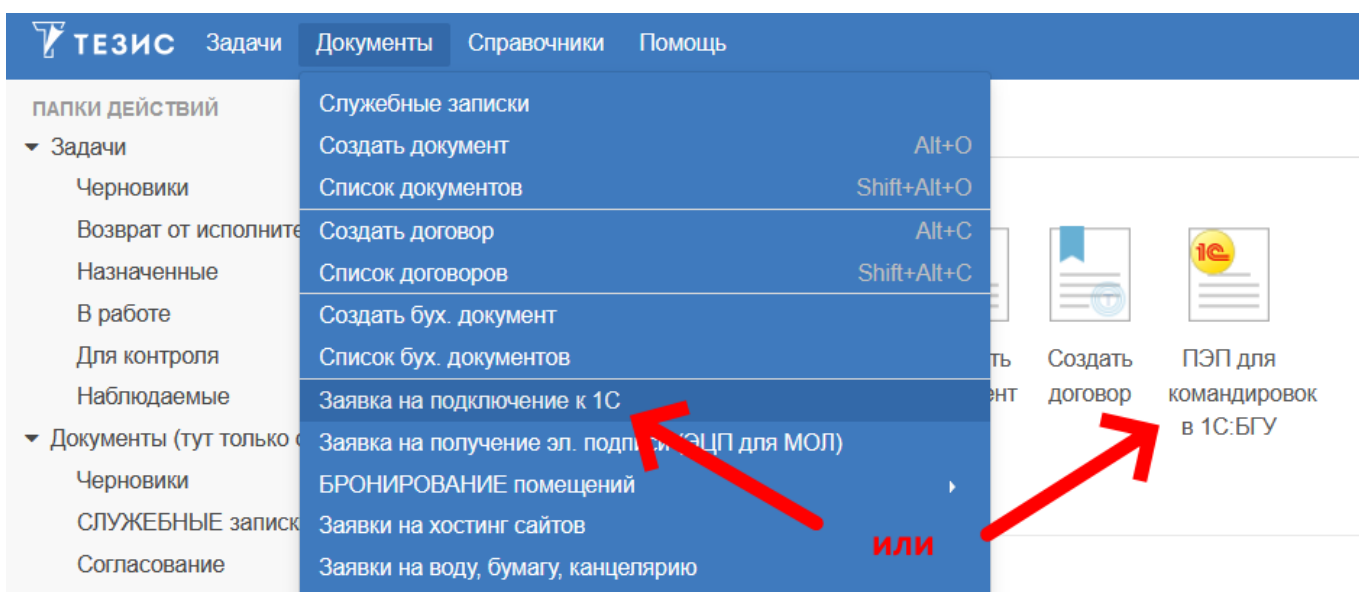 ТЕЗИС Задачи Документы Справочники Помощь
ПАПКИ ДЕЙСТВИЙ
Задачи
Черновики
Возврат от
Назначенные
В работе
Для контроля
Наблюдаемые
Документы (тут только
Черновики
СЛУЖЕБНЫЕ
Согласование
Служебные записки
Создать документ Alt+O
Список документов Shift+Alt+O
Создать договор Alt+C
Список договоров Shift+Alt+C
Создать бух. документ
Список бух. документов
Заявка на подключение к 1С
Заявка на получение эл. подписи (ЭЦП для МОЛ)
БРОНИРОВАНИЕ помещений
Заявки на хостинг сайтов
Заявки на воду, бумагу, канцелярию
или
1С
Создать
договор
ПЭП для
командировок
в 1С:БГУ